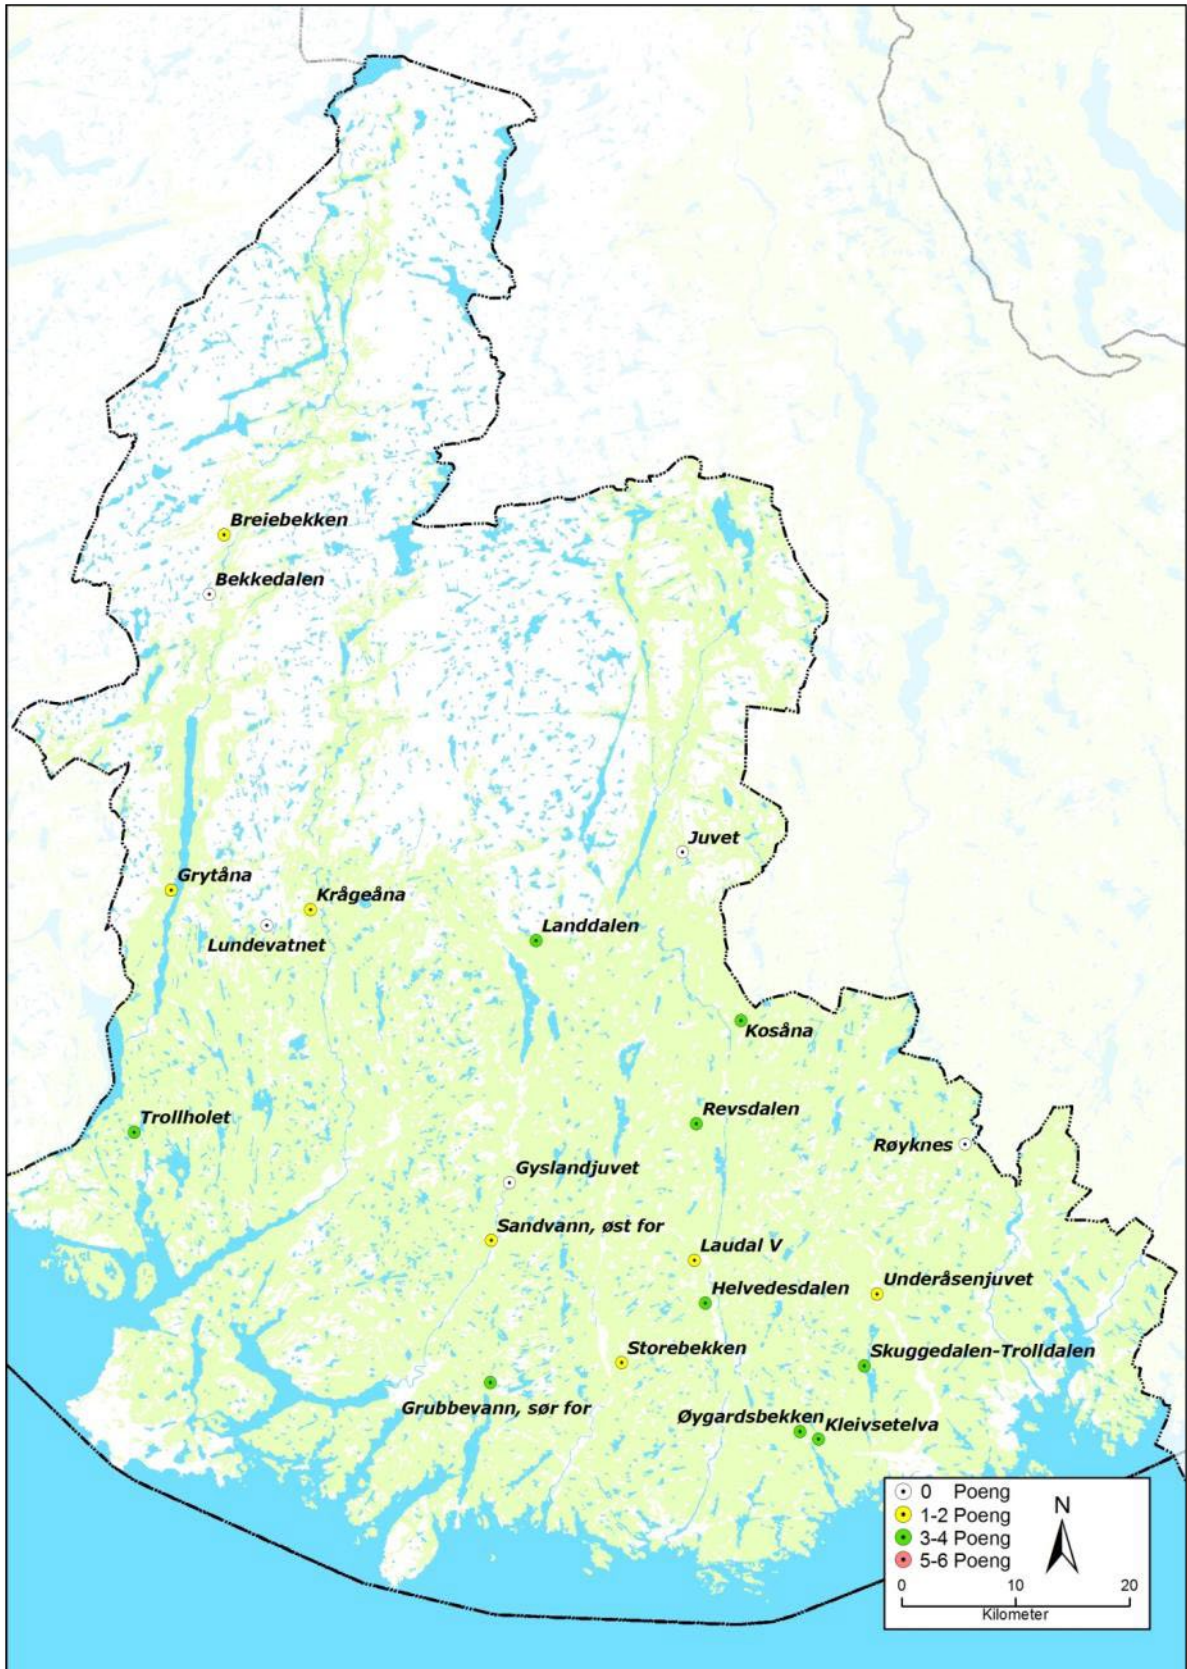 Breiebekken
Bekkedalen
Juvet
Grytåna
Krågeåna
Landdalen
Lundevatnet
Kosåna
Trollholet
Revsdalen
Røyknes
Gyslandjuvet
Sandvann, øst for
Laudal V
Underåsenjuvet
Helvedesdalen
Storebekken
Skuggedalen-Trolldalen
Grubbevann, sør for
Øygardsbekken
Kleivsetelva
0 Poeng
1-2 Poeng
3-4 Poeng
5-6 Poeng
N
0 10 20
Kilometer